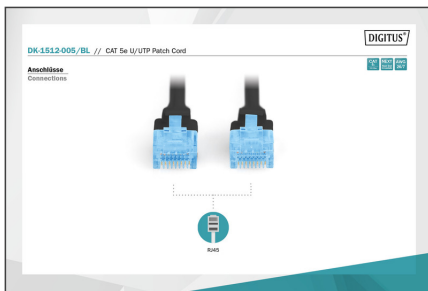 DIGITUS®
DK-1512-005/BL // CAT 5e U/UTP Patch Cord
Anschlüsse
Connections
RJ45